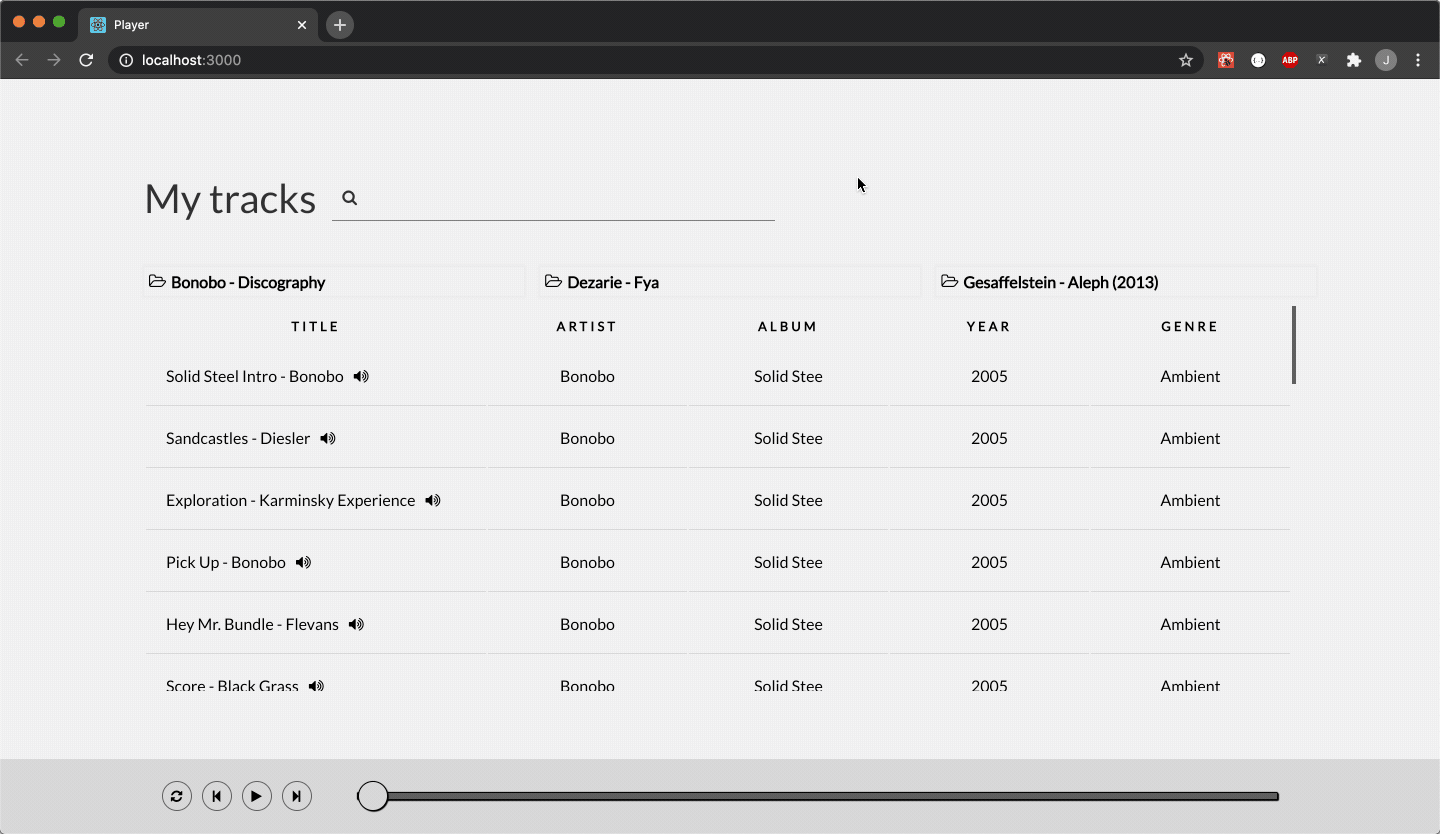 Player
localhost:3000
ABP
X
J
My tracks
Bonobo - Discography Dezarie - Fya Gesaffelstein - Aleph (2013)
TITLE ARTIST ALBUM YEAR GENRE
Solid Steel Intro - Bonobo Bonobo Solid Stee 2005 Ambient
Sandcastles - Diesler Bonobo Solid Stee 2005 Ambient
Exploration - Karminsky Experience Bonobo Solid Stee 2005 Ambient
Pick Up - Bonobo Bonobo Solid Stee 2005 Ambient
Hey Mr. Bundle - Flevans Bonobo Solid Stee 2005 Ambient
Score - Black Grass Bonobo Solid Stee 2005 Ambient